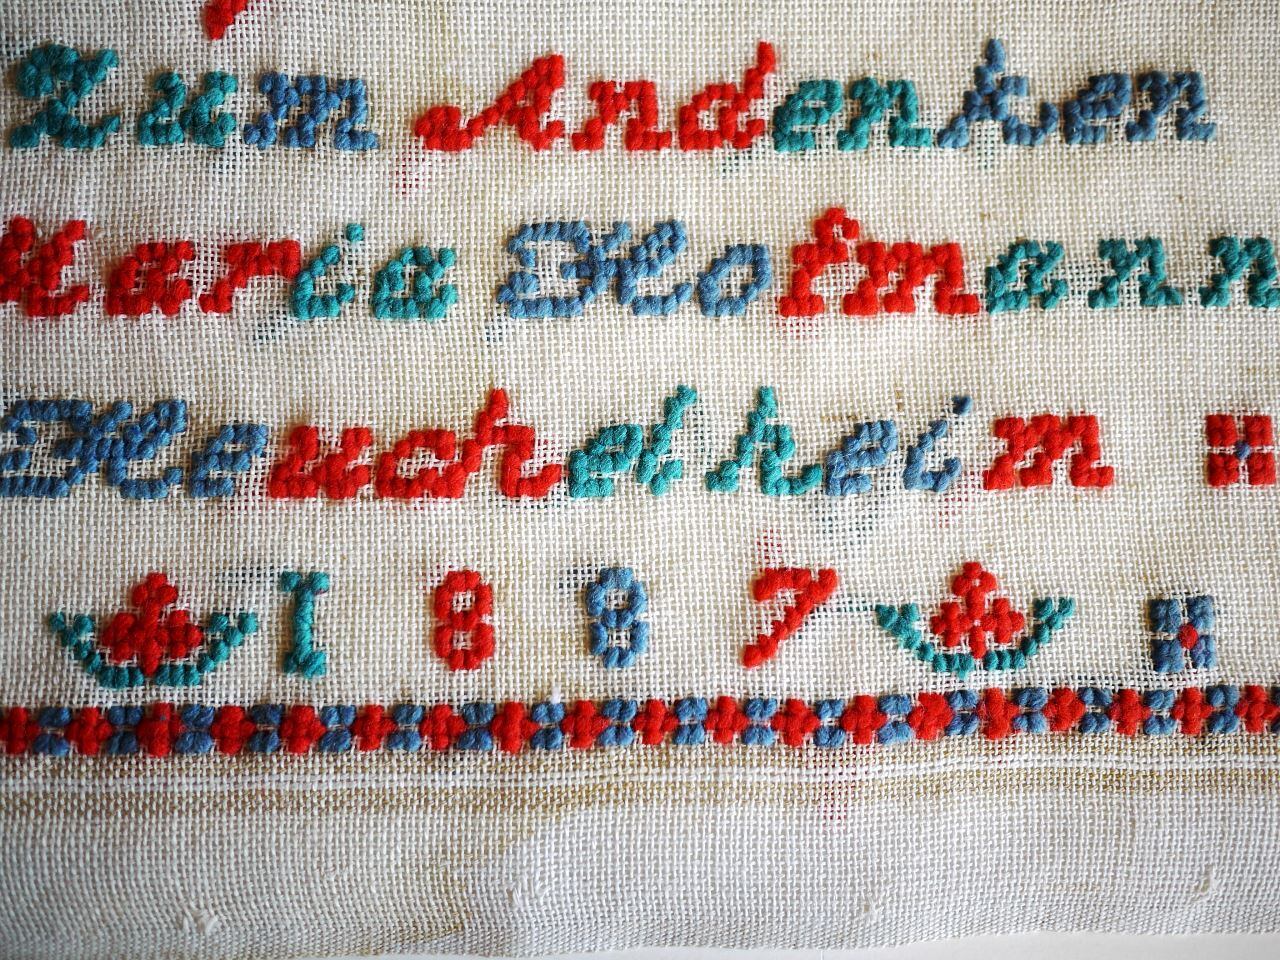 Zum Andenken
Maria Hofmann
Heuchelheim
1887